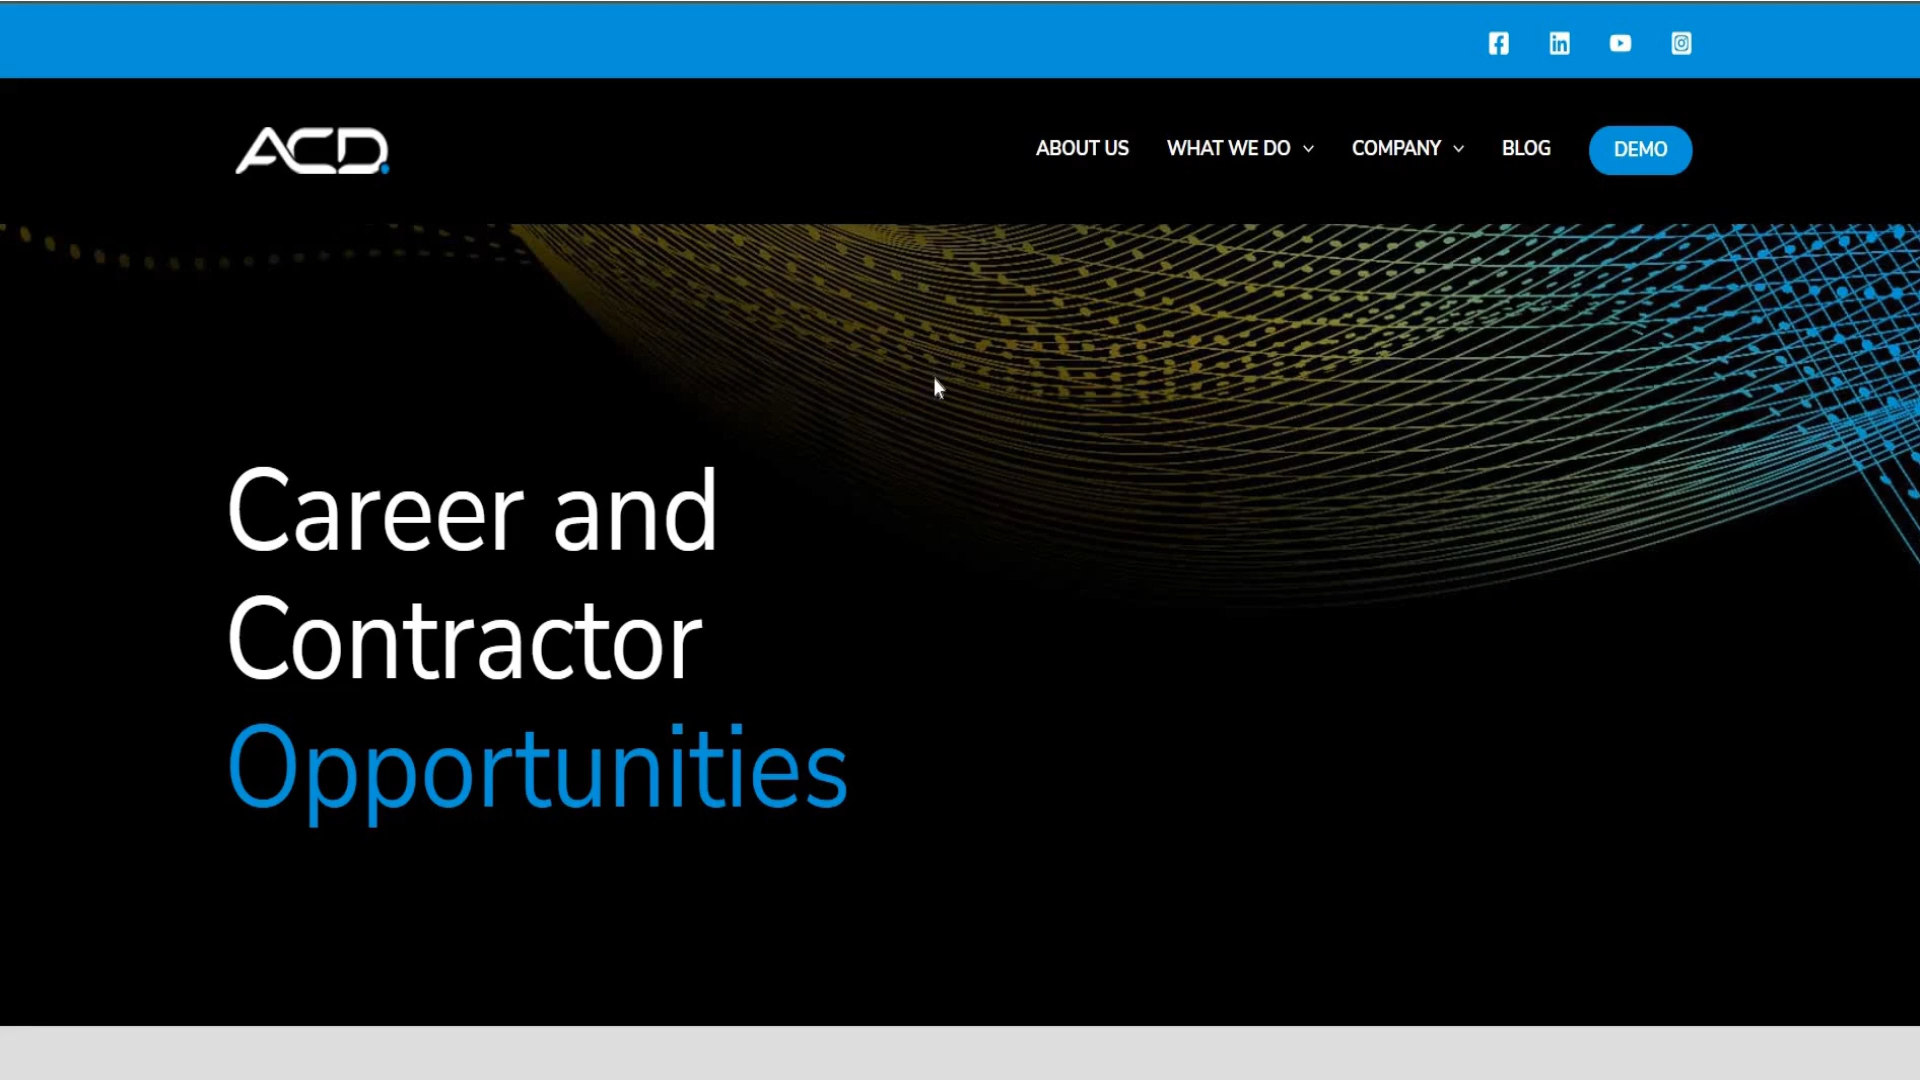 ACD.
ABOUT US WHAT WE DO COMPANY BLOG DEMO
Career and
Contractor
Opportunities